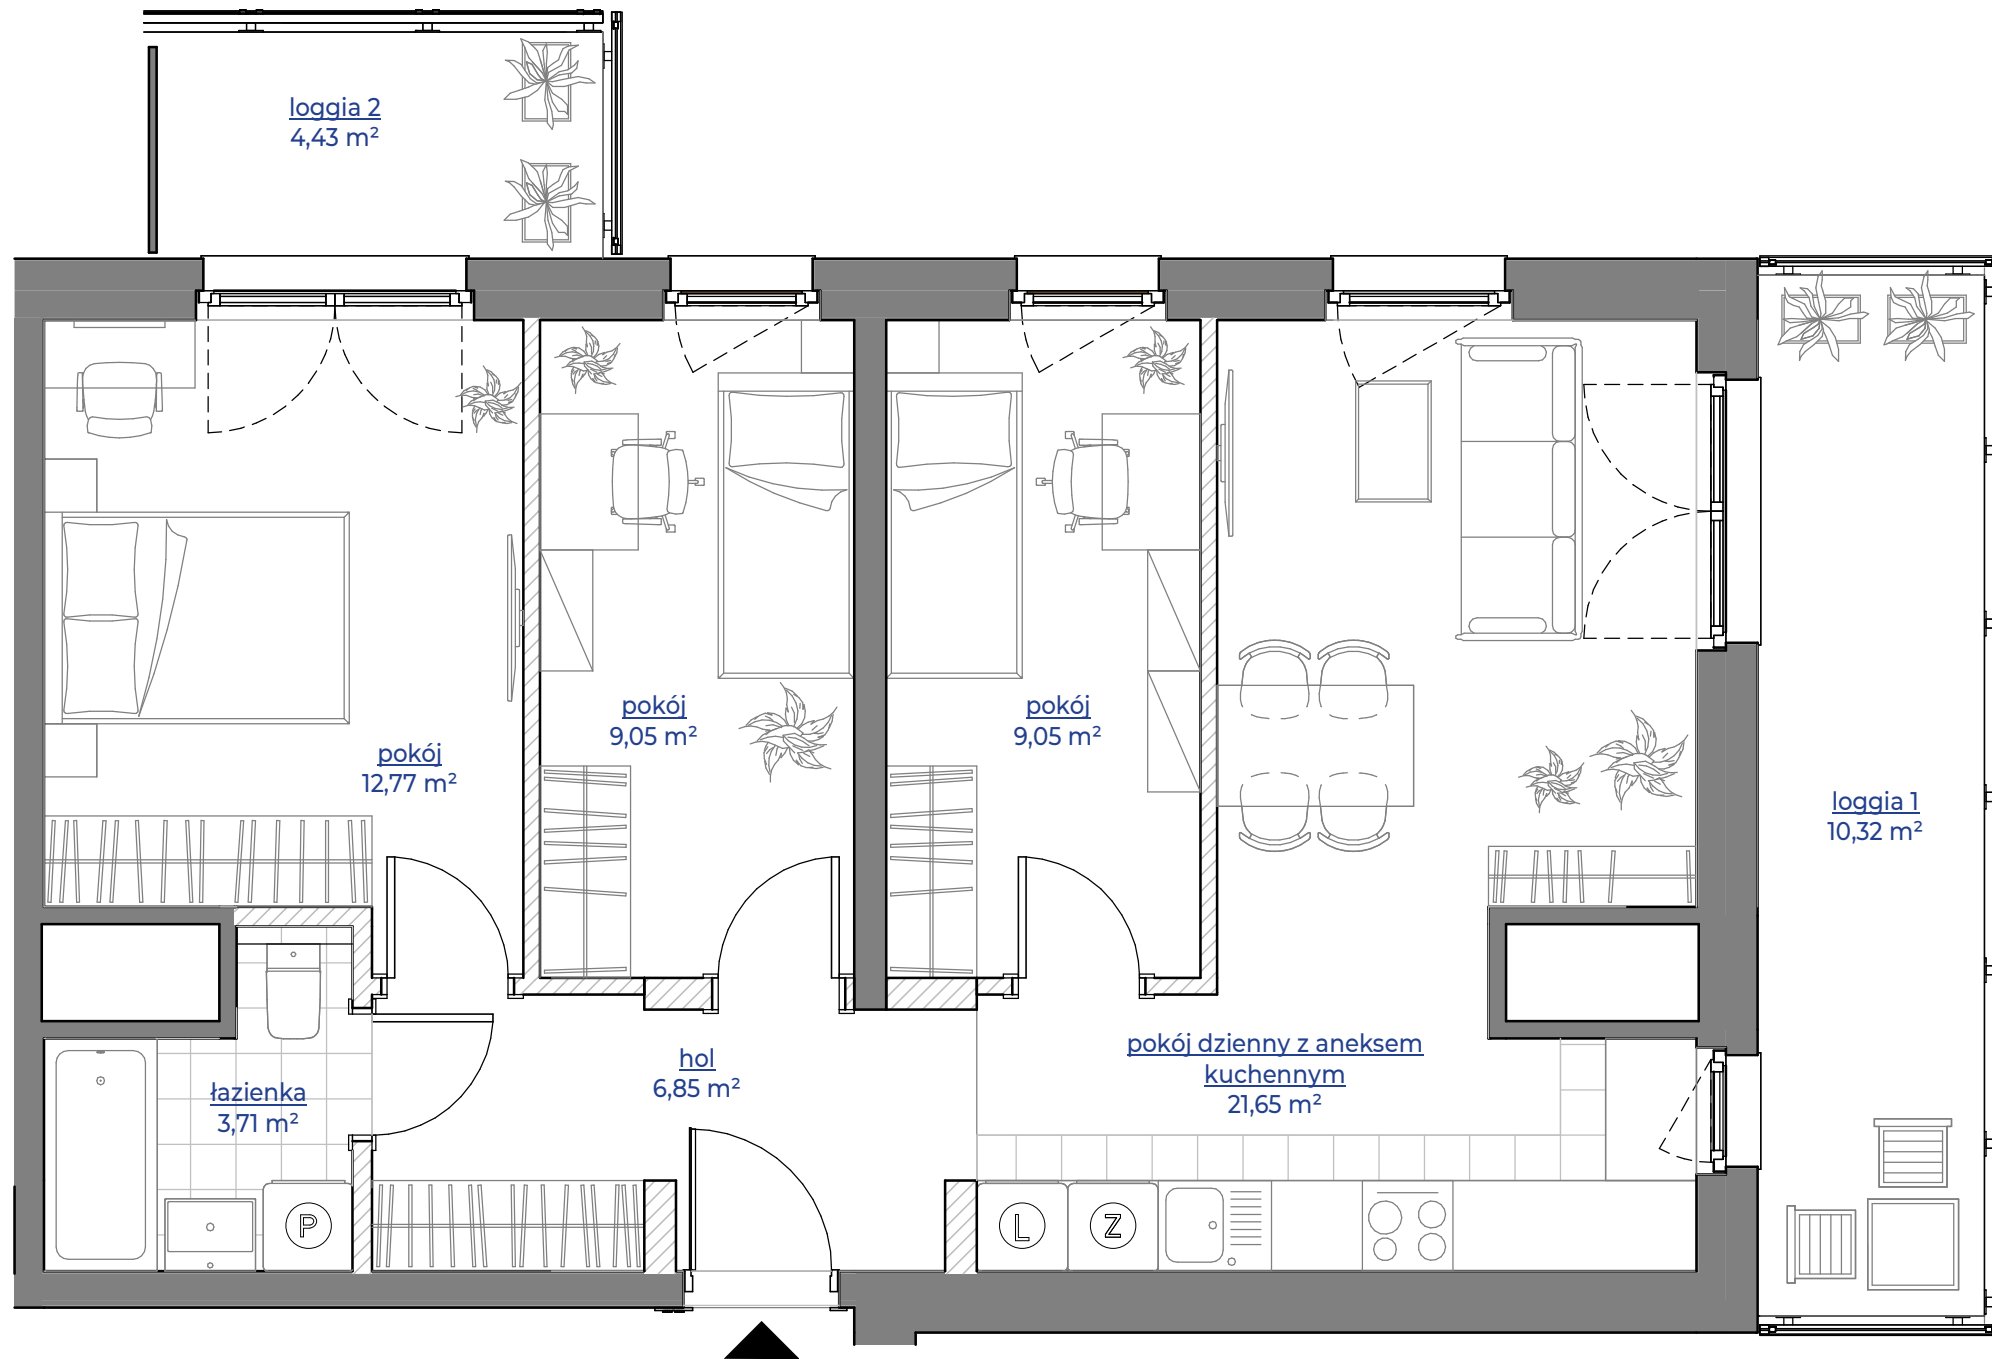 loggia 2
4,43 m²
pokój
12,77 m²
pokój
9,05 m²
pokój
9,05 m²
loggia 1
10,32 m²
łazienka
3,71 m²
hol
6,85 m²
pokój dzienny z aneksem
kuchennym
21,65 m²
P
L
Z